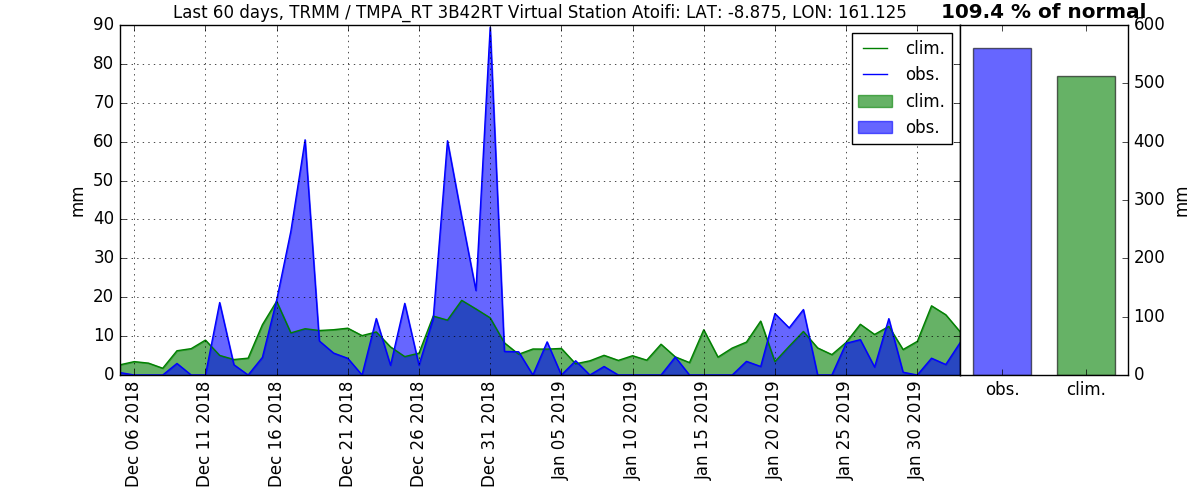 Last 60 days, TRMM / TMPA_RT 3B42RT Virtual Station Atoifi: LAT: -8.875, LON: 161.125
109.4 % of normal
90
80
70
60
50
40
30
20
10
0
mm
clim.
obs.
clim.
obs.
600
500
400
300
200
100
0
mm
Dec 06 2018
Dec 11 2018
Dec 16 2018
Dec 21 2018
Dec 26 2018
Dec 31 2018
Jan 05 2019
Jan 10 2019
Jan 15 2019
Jan 20 2019
Jan 25 2019
Jan 30 2019
obs.
clim.